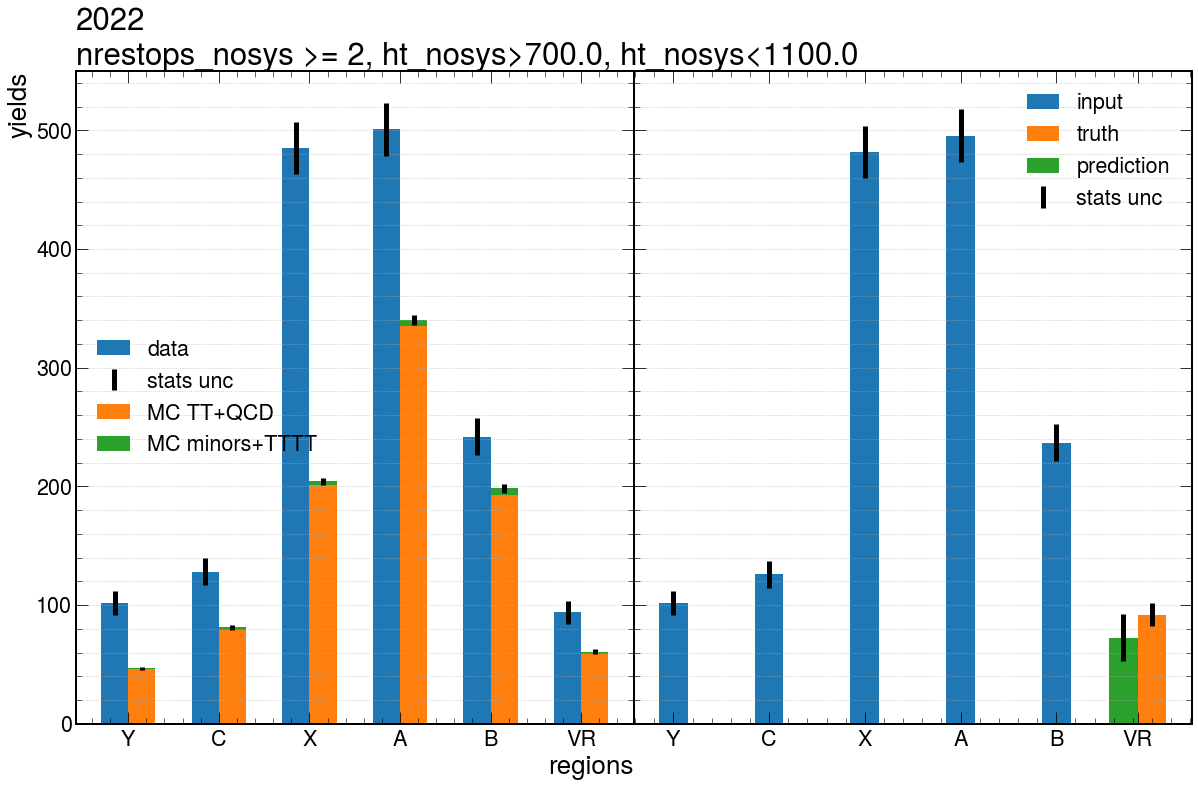 2022
nrestops_nosys >= 2, ht_nosys>700.0, ht_nosys<1100.0
yields
500
400
300
200
100
0
data
stats unc
MC TT+QCD
MC minors+TTTT
input
truth
prediction
stats unc
Y C X A B VR Y C X A B VR
regions